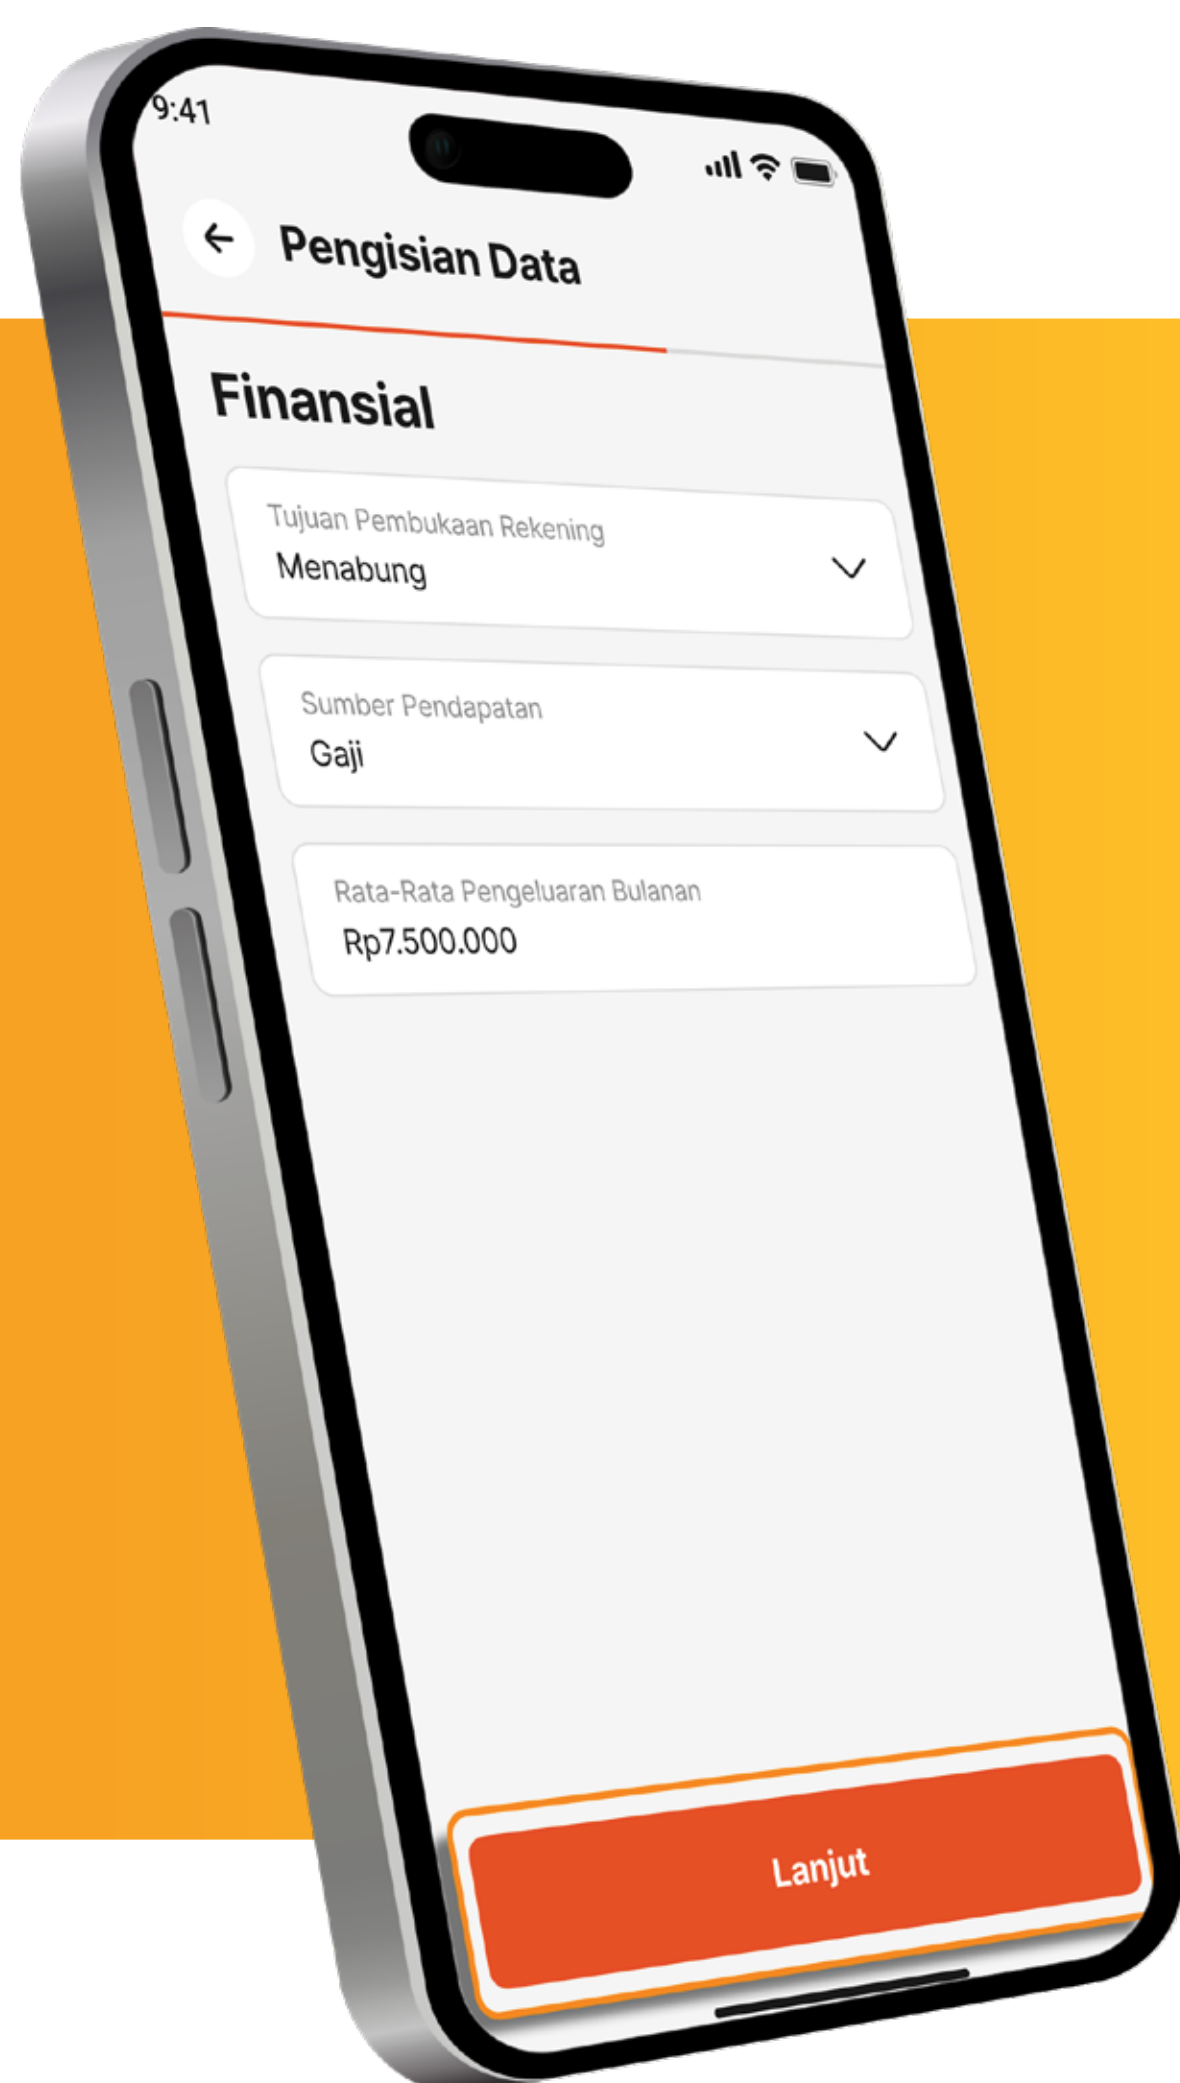 9:41
Pengisian Data
Finansial
Tujuan Pembukaan Rekening
Menabung
Sumber Pendapatan
Gaji
Rata-Rata Pengeluaran Bulanan
Rp7.500.000
Lanjut